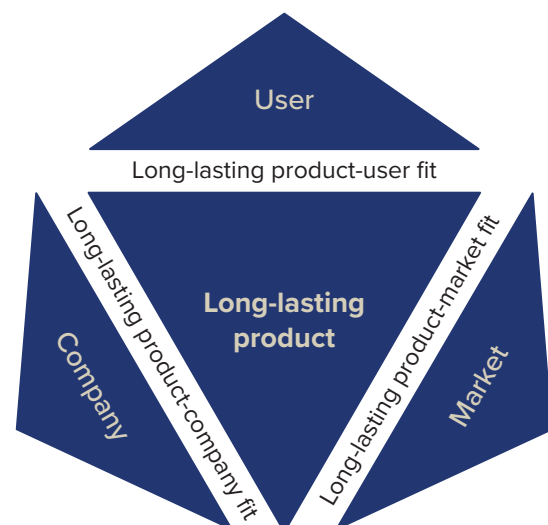 User
Long-lasting product-user fit
Long-lasting product-company fit
Long-lasting
product
Long-lasting product-market fit
Company
Market